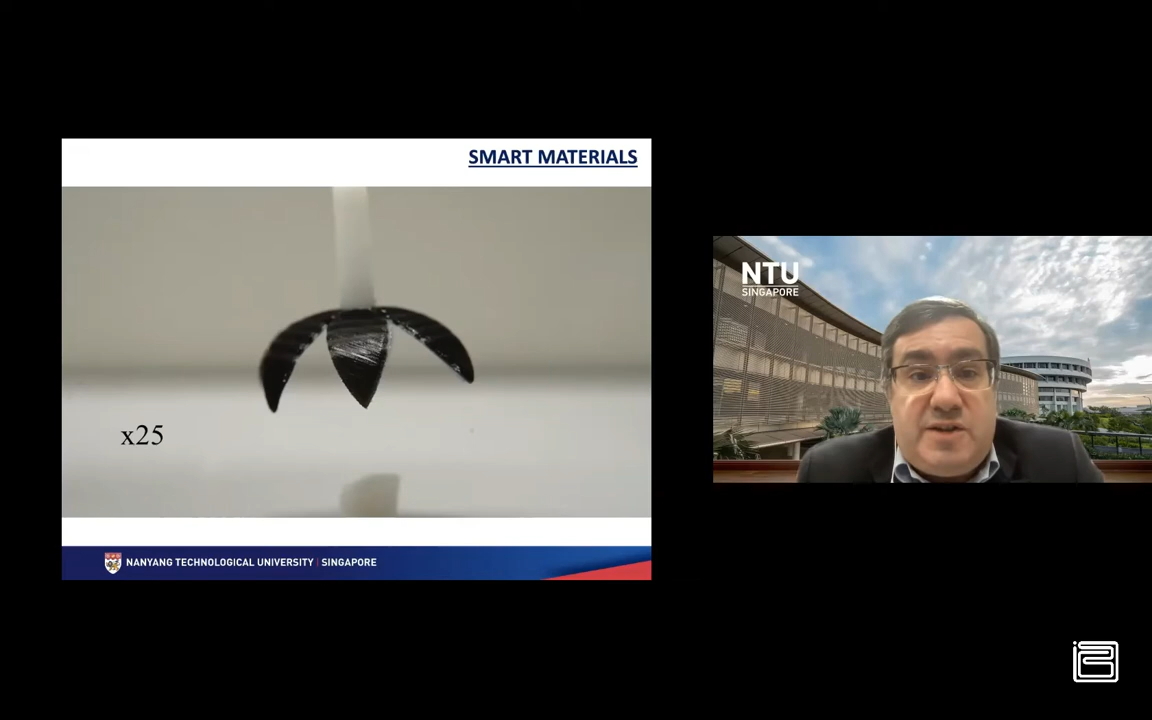 SMART MATERIALS
x25
NANYANG TECHNOLOGICAL UNIVERSITY | SINGAPORE
NTU
SINGAPORE